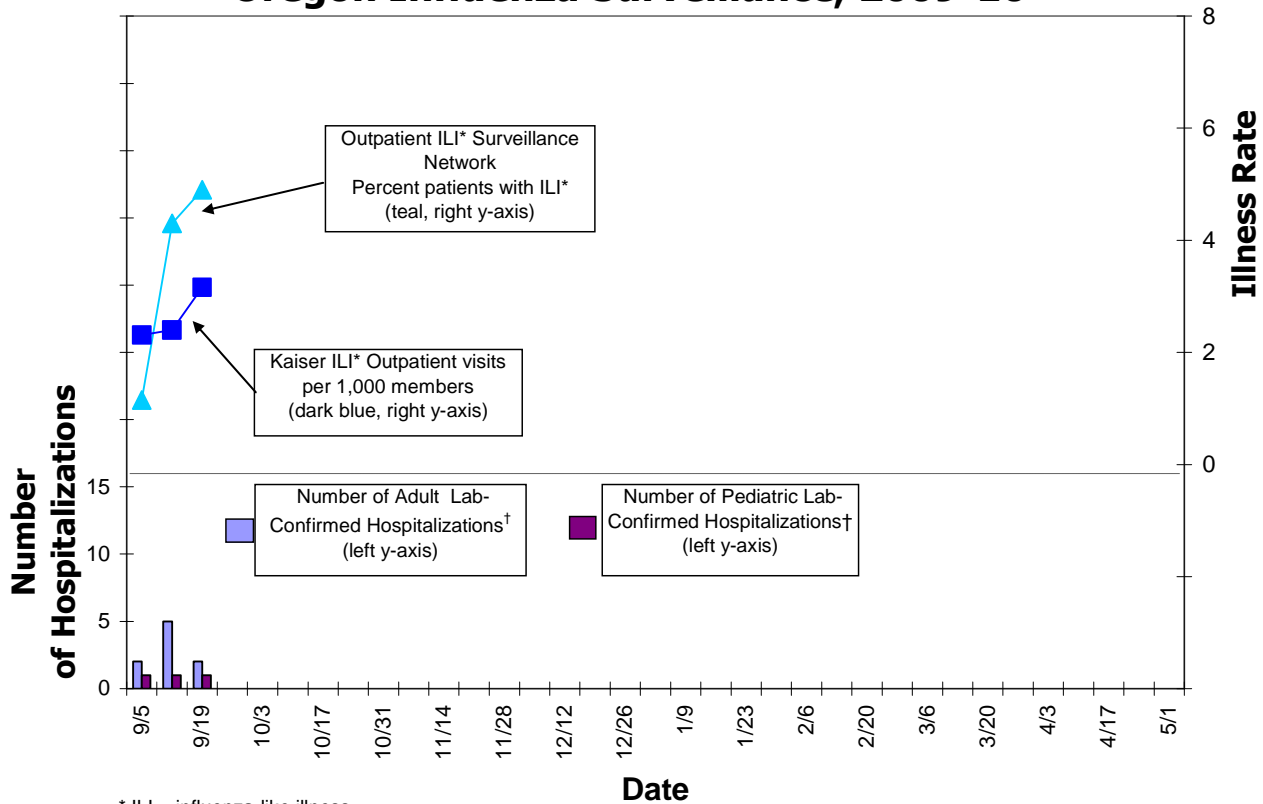 8
6
4
2
0
Illness Rate
Outpatient ILI* Surveillance
Network
Percent patients with ILI*
(teal, right y-axis)
Kaiser ILI* Outpatient visits
per 1,000 members
(dark blue, right y-axis)
Number
of Hospitalizations
15
10
5
0
Number of Adult Lab-
Confirmed Hospitalizations†
(left y-axis)
Number of Pediatric Lab-
Confirmed Hospitalizations†
(left y-axis)
9/5
9/19
10/3
10/17
10/31
11/14
11/28
12/12
12/26
1/9
1/23
2/6
2/20
3/6
3/20
4/3
4/17
5/1
Date